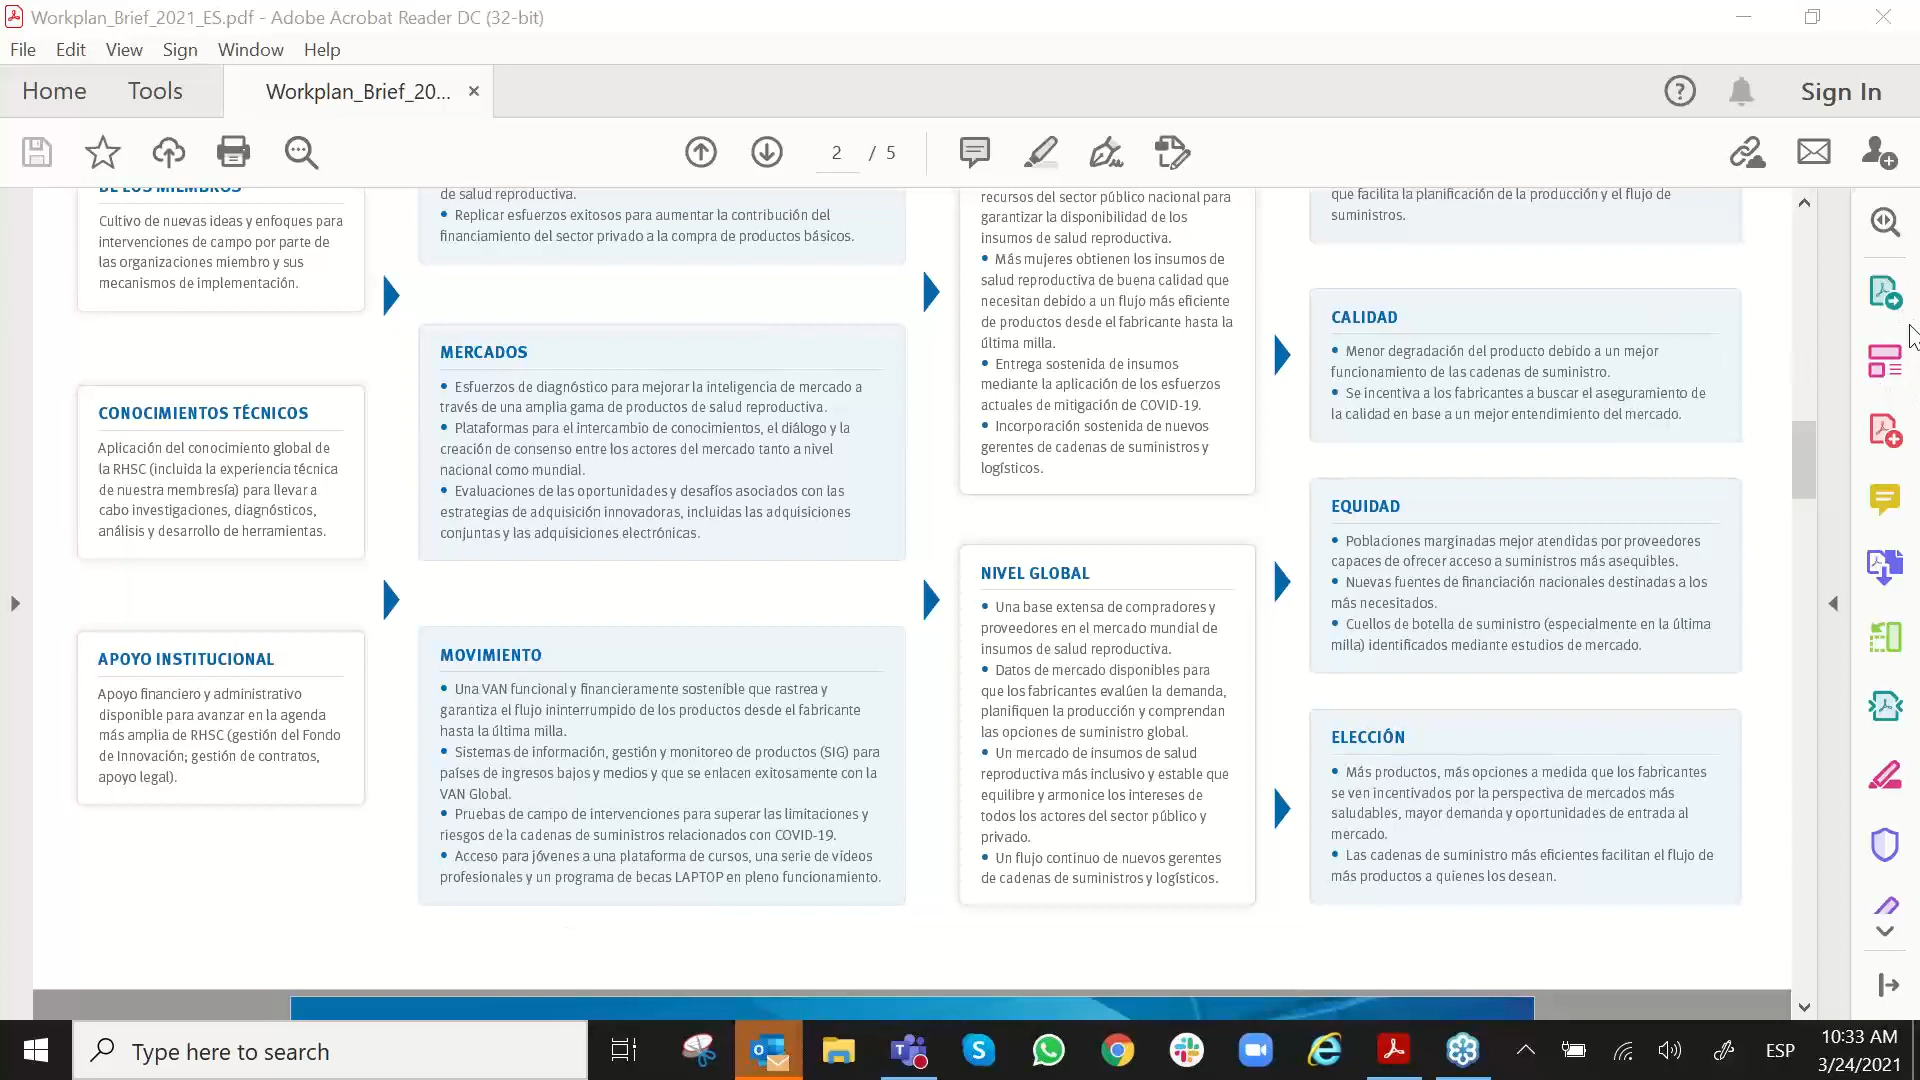 Workplan_Brief_2021_ES.pdf - Adobe Acrobat Reader DC (32-bit)
File Edit View Sign Window Help
Home Tools Workplan_Brief_20... × Sign In
2 / 5
DE LOS MIEMBROS
Cultivo de nuevas ideas y enfoques para
intervenciones de campo por parte de
las organizaciones miembro y sus
mecanismos de implementación.
CONOCIMIENTOS TÉCNICOS
Aplicación del conocimiento global de
la RHSC (incluida la experiencia técnica
de nuestra membresía) para llevar a
cabo investigaciones, diagnósticos,
análisis y desarrollo de herramientas.
APOYO INSTITUCIONAL
Apoyo financiero y administrativo
disponible para avanzar en la agenda
más amplia de RHSC (gestión del Fondo
de Innovación; gestión de contratos,
apoyo legal).
de salud reproductiva.
• Replicar esfuerzos exitosos para aumentar la contribución del
financiamiento del sector privado a la compra de productos básicos.
MERCADOS
• Esfuerzos de diagnóstico para mejorar la inteligencia de mercado a
través de una amplia gama de productos de salud reproductiva.
• Plataformas para el intercambio de conocimientos, el diálogo y la
creación de consenso entre los actores del mercado tanto a nivel
nacional como mundial.
• Evaluaciones de las oportunidades y desafíos asociados con las
estrategias de adquisición innovadoras, incluidas las adquisiciones
conjuntas y las adquisiciones electrónicas.
MOVIMIENTO
• Una VAN funcional y financieramente sostenible que rastrea y
garantiza el flujo ininterrumpido de los productos desde el fabricante
hasta la última milla.
• Sistemas de información, gestión y monitoreo de productos (SIG) para
países de ingresos bajos y medios y que se enlacen exitosamente con la
VAN Global.
• Pruebas de campo de intervenciones para superar las limitaciones y
riesgos de la cadenas de suministros relacionados con COVID-19.
• Acceso para jóvenes a una plataforma de cursos, una serie de videos
profesionales y un programa de becas LAPTOP en pleno funcionamiento.
recursos del sector público nacional para
garantizar la disponibilidad de los
insumos de salud reproductiva.
• Más mujeres obtienen los insumos de
salud reproductiva de buena calidad que
necesitan debido a un flujo más eficiente
de productos desde el fabricante hasta la
última milla.
• Entrega sostenida de insumos
mediante la aplicación de los esfuerzos
actuales de mitigación de COVID-19.
• Incorporación sostenida de nuevos
gerentes de cadenas de suministros y
logísticos.
NIVEL GLOBAL
• Una base extensa de compradores y
proveedores en el mercado mundial de
insumos de salud reproductiva.
• Datos de mercado disponibles para
que los fabricantes evalúen la demanda,
planifiquen la producción y comprendan
las opciones de suministro global.
• Un mercado de insumos de salud
reproductiva más inclusivo y estable que
equilibre y armonice los intereses de
todos los actores del sector público y
privado.
• Un flujo continuo de nuevos gerentes
de cadenas de suministros y logísticos.
que facilita la planificación de la producción y el flujo de
suministros.
CALIDAD
• Menor degradación del producto debido a un mejor
funcionamiento de las cadenas de suministro.
• Se incentiva a los fabricantes a buscar el aseguramiento de
la calidad en base a un mejor entendimiento del mercado.
EQUIDAD
• Poblaciones marginadas mejor atendidas por proveedores
capaces de ofrecer acceso a suministros más asequibles.
• Nuevas fuentes de financiación nacionales destinadas a los
más necesitados.
• Cuellos de botella de suministro (especialmente en la última
milla) identificados mediante estudios de mercado.
ELECCIÓN
• Más productos, más opciones a medida que los fabricantes
se ven incentivados por la perspectiva de mercados más
saludables, mayor demanda y oportunidades de entrada al
mercado.
• Las cadenas de suministro más eficientes facilitan el flujo de
más productos a quienes los desean.
Type here to search
ESP
10:33 AM
3/24/2021